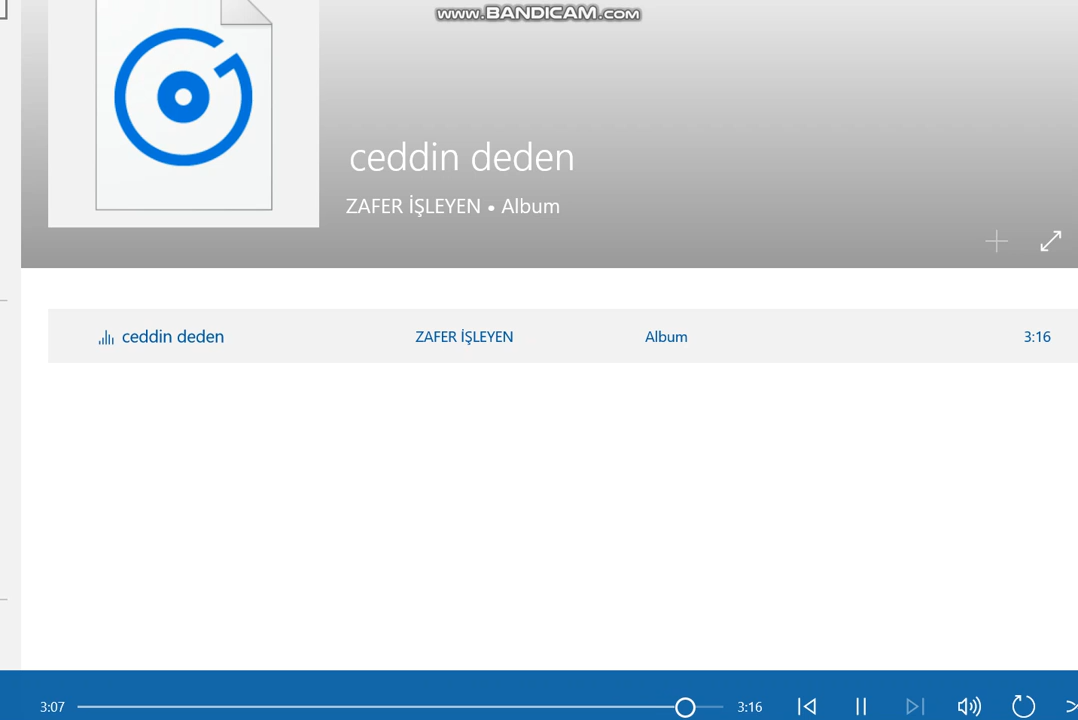 www.BANDICAM.com
ceddin deden
ZAFER İŞLEYEN • Album
ceddin deden ZAFER İŞLEYEN Album 3:16
3:07 3:16